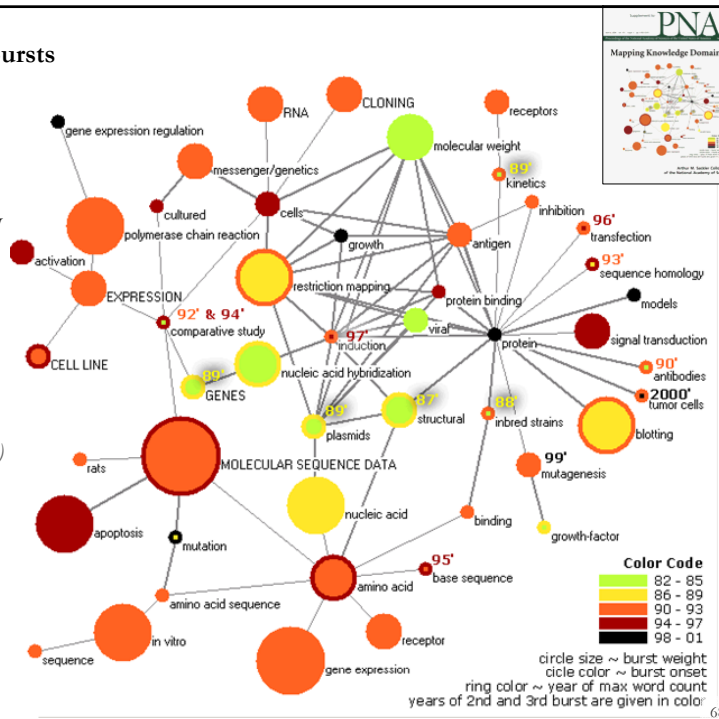 ursts
PNA
Mapping Knowledge Domain
RNA
CLONING
receptors
gene expression regulation
molecular weight
messenger/genetics
89'
kinetics
cultured
cells
inhibition
polymerase chain reaction
growth
antigen
96'
transfection
activation
93'
sequence homology
EXPRESSION
restriction mapping
protein binding
models
92' & 94'
comparative study
97'
induction
viral
protein
signal transduction
CELL LINE
89'
GENES
nucleic acid hybridization
90'
antibodies
89'
plasmids
87'
structural
88'
inbred strains
2000'
tumor cells
blotting
rats
MOLECULAR SEQUENCE DATA
99'
mutagenesis
apoptosis
nucleic acid
binding
growth-factor
mutation
95'
base sequence
amino acid
amino acid sequence
in vitro
receptor
sequence
gene expression
Color Code
82 - 85
86 - 89
90 - 93
94 - 97
98 - 01
circle size ~ burst weight
cicle color ~ burst onset
ring color ~ year of max word count
years of 2nd and 3rd burst are given in color